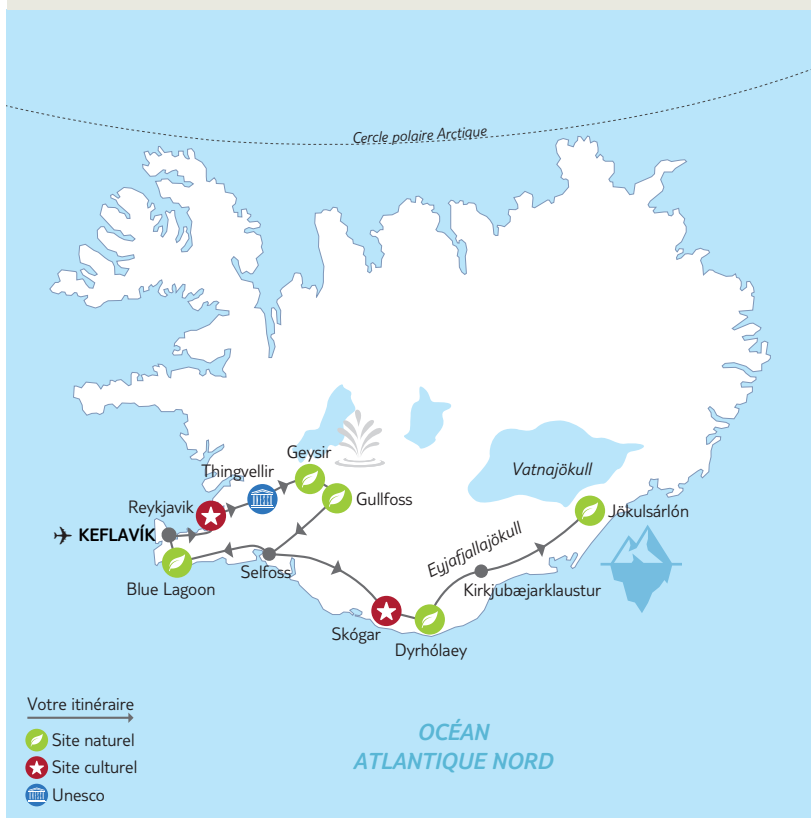 Cercle polaire Arctique
Geysir
Thingvellir
Vatnajökull
Gullfoss
Reykjavik
Jökulsárlón
KEFLAVÍK
Eyjafjallajökull
Selfoss
Blue Lagoon
Kirkjubæjarklaustur
Skógar
Dyrhólaey
Votre itinéraire
Site naturel
Site culturel
Unesco
OCÉAN
ATLANTIQUE NORD